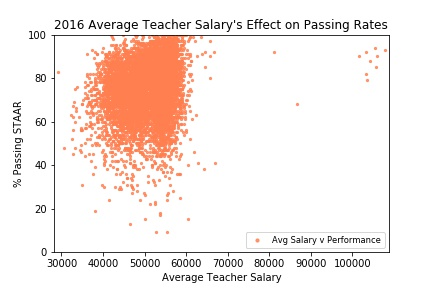 2016 Average Teacher Salary's Effect on Passing Rates
100
80
60
40
20
0
% Passing STAAR
Avg Salary v Performance
30000 40000 50000 60000 70000 80000 90000 100000
Average Teacher Salary